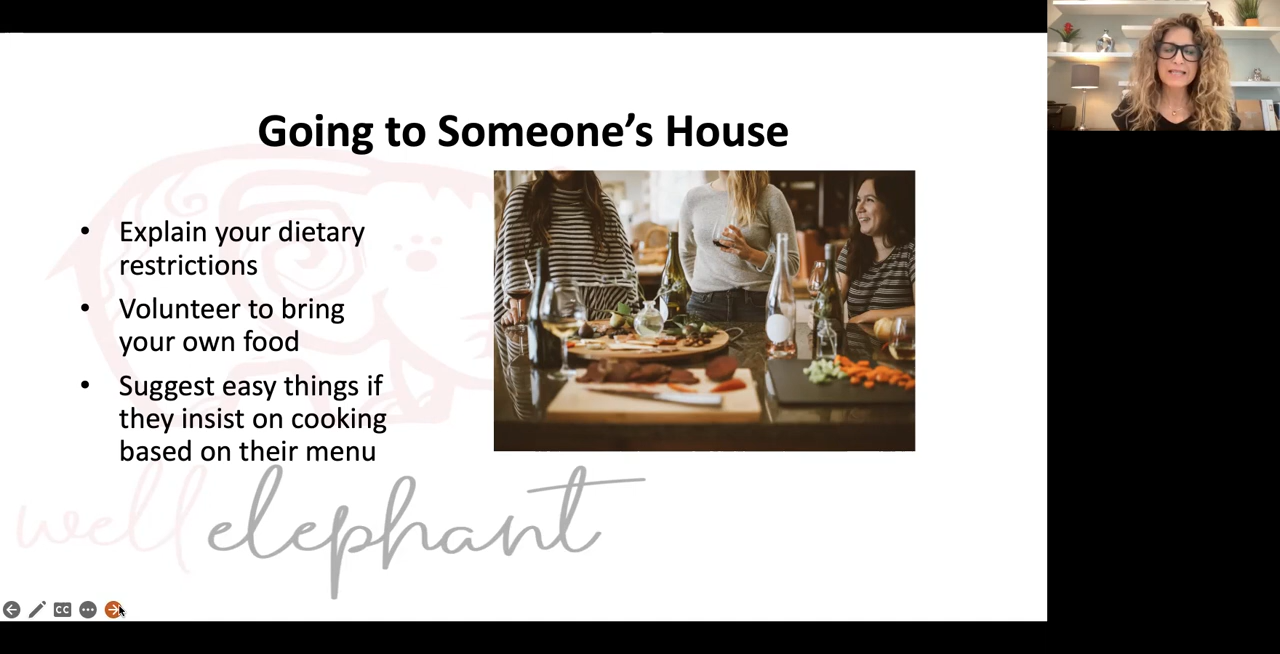 Going to Someone’s House
• Explain your dietary
restrictions
• Volunteer to bring
your own food
• Suggest easy things if
they insist on cooking
based on their menu
well elephant
CC